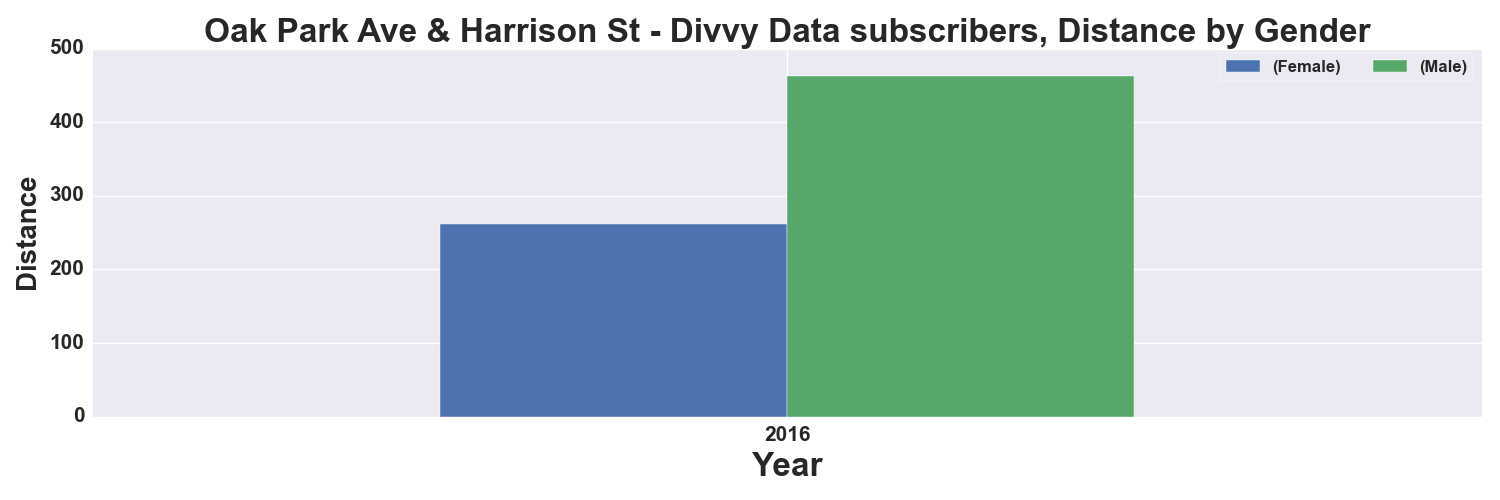 Oak Park Ave & Harrison St - Divvy Data subscribers, Distance by Gender
(Female) (Male)
500
400
300
200
100
0
Distance
2016
Year